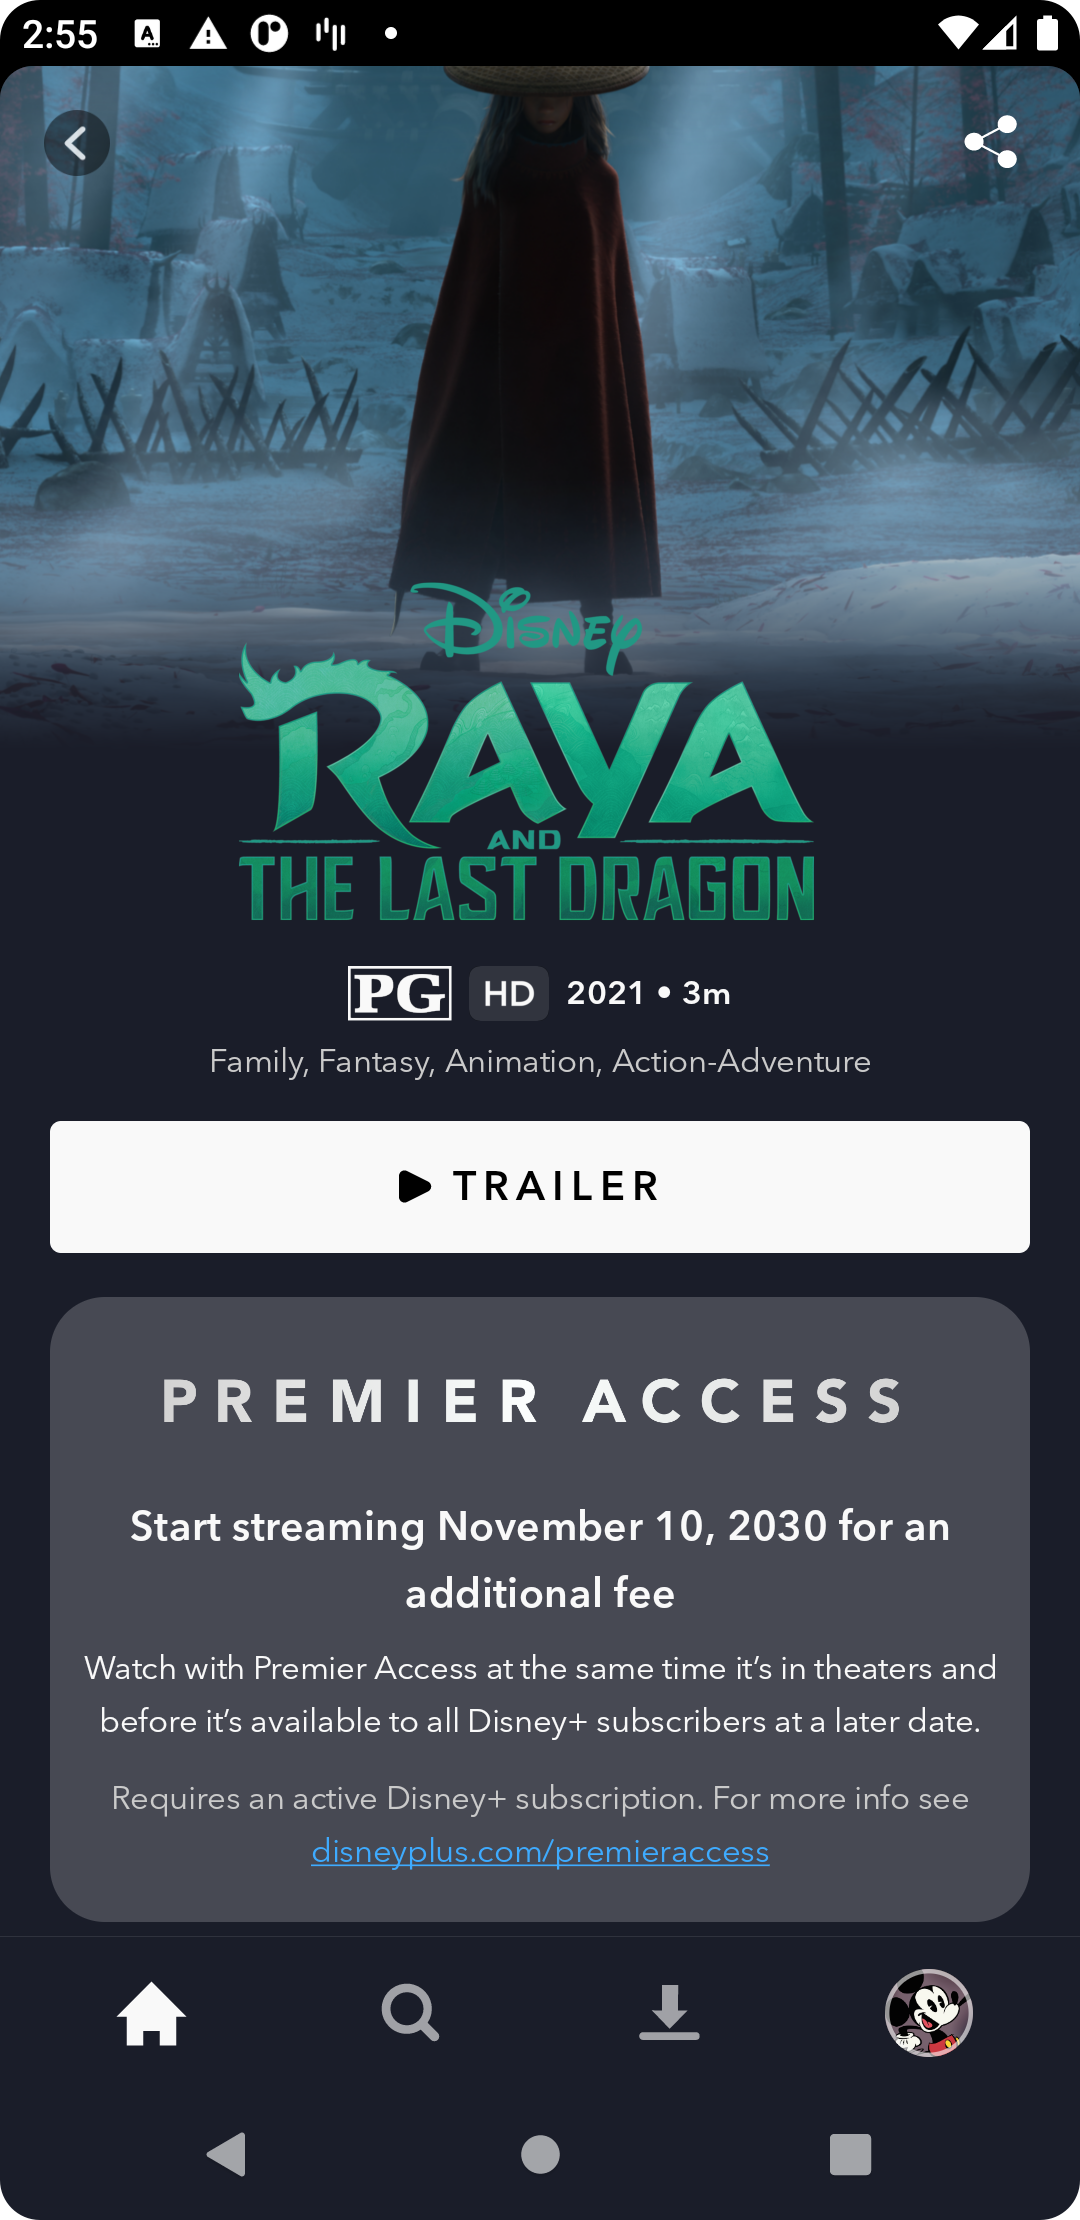 2:55
Disney
RAYA
AND
THE LAST DRAGON
PG HD 2021 • 3m
Family, Fantasy, Animation, Action-Adventure
TRAILER
PREMIER ACCESS
Start streaming November 10, 2030 for an
additional fee
Watch with Premier Access at the same time it’s in theaters and
before it’s available to all Disney+ subscribers at a later date.
Requires an active Disney+ subscription. For more info see
disneyplus.com/premieraccess